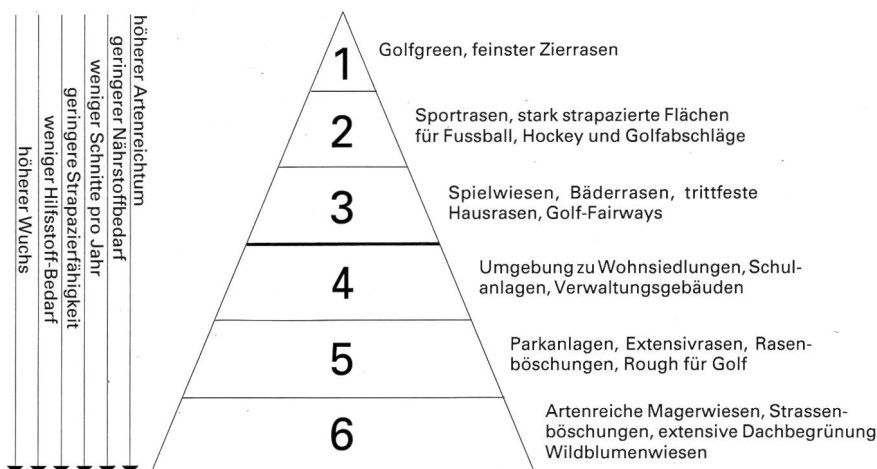 höherer Artenreichtum
geringerer Nährstoffbedarf
weniger Schnitte pro Jahr
geringere Strapazierfähigkeit
weniger Hilfsstoff-Bedarf
höherer Wuchs
1
Golfgreen, feinster Zierrasen
2
Sportrasen, stark strapazierte Flächen
für Fussball, Hockey und Golfabschläge
3
Spielwiesen, Bäderrasen, trittfeste
Hausrasen, Golf-Fairways
4
Umgebung zu Wohnsiedlungen, Schul-
anlagen, Verwaltungsgebäuden
5
Parkanlagen, Extensivrasen, Rasen-
böschungen, Rough für Golf
6
Artenreiche Magerwiesen, Strassen-
böschungen, extensive Dachbegrünung
Wildblumenwiesen